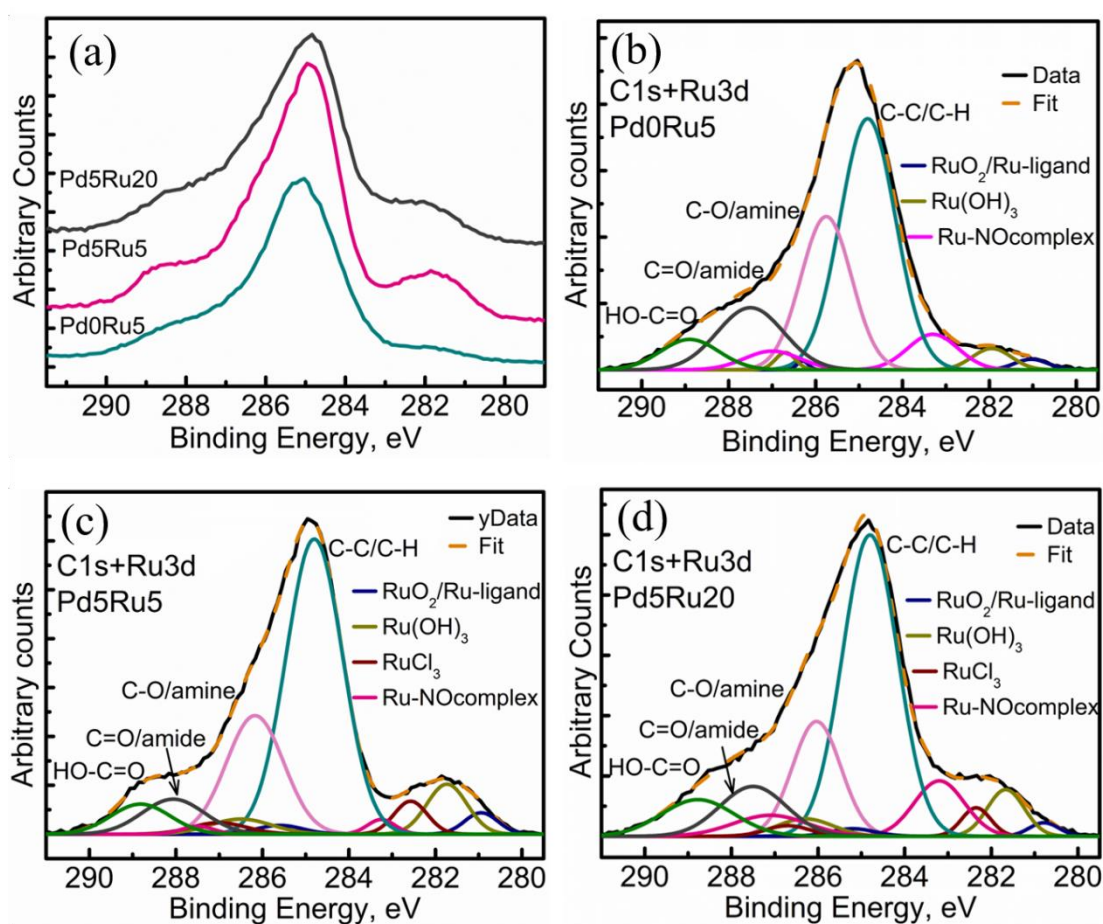 (a)
Pd5Ru20
Pd5Ru5
Pd0Ru5
Arbitrary Counts
290 288 286 284 282 280
Binding Energy, eV
(b)
C1s+Ru3d
Pd0Ru5
Data
Fit
C-C/C-H
RuO2/Ru-ligand
Ru(OH)3
Ru-NOcomplex
C-O/amine
C=O/amide
HO-C=O
Arbitrary counts
290 288 286 284 282 280
Binding Energy, eV
(c)
C1s+Ru3d
Pd5Ru5
yData
Fit
C-C/C-H
RuO2/Ru-ligand
Ru(OH)3
RuCl3
Ru-NOcomplex
C-O/amine
C=O/amide
HO-C=O
Arbitrary counts
290 288 286 284 282 280
Binding Energy, eV
(d)
C1s+Ru3d
Pd5Ru20
Data
Fit
C-C/C-H
RuO2/Ru-ligand
Ru(OH)3
RuCl3
Ru-NOcomplex
C-O/amine
C=O/amide
HO-C=O
Arbitrary Counts
290 288 286 284 282 280
Binding Energy, eV